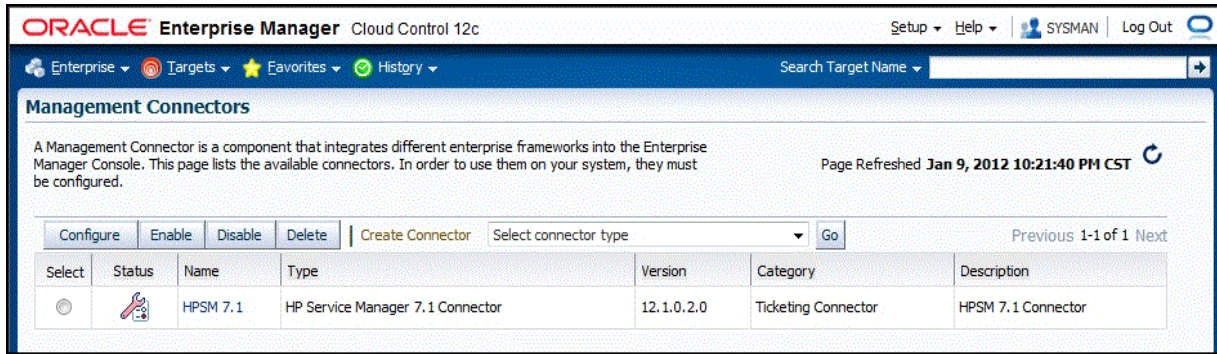 ORACLE Enterprise Manager Cloud Control 12c
Setup Help SYSMAN Log Out
Enterprise Targets Favorites History Search Target Name
Management Connectors
A Management Connector is a component that integrates different enterprise frameworks into the Enterprise
Manager Console. This page lists the available connectors. In order to use them on your system, they must
be configured.
Page Refreshed Jan 9, 2012 10:21:40 PM CST
Configure Enable Disable Delete Create Connector Select connector type Go Previous 1-1 of 1 Next
Select Status Name Type Version Category Description
HPSM 7.1 HP Service Manager 7.1 Connector 12.1.0.2.0 Ticketing Connector HPSM 7.1 Connector